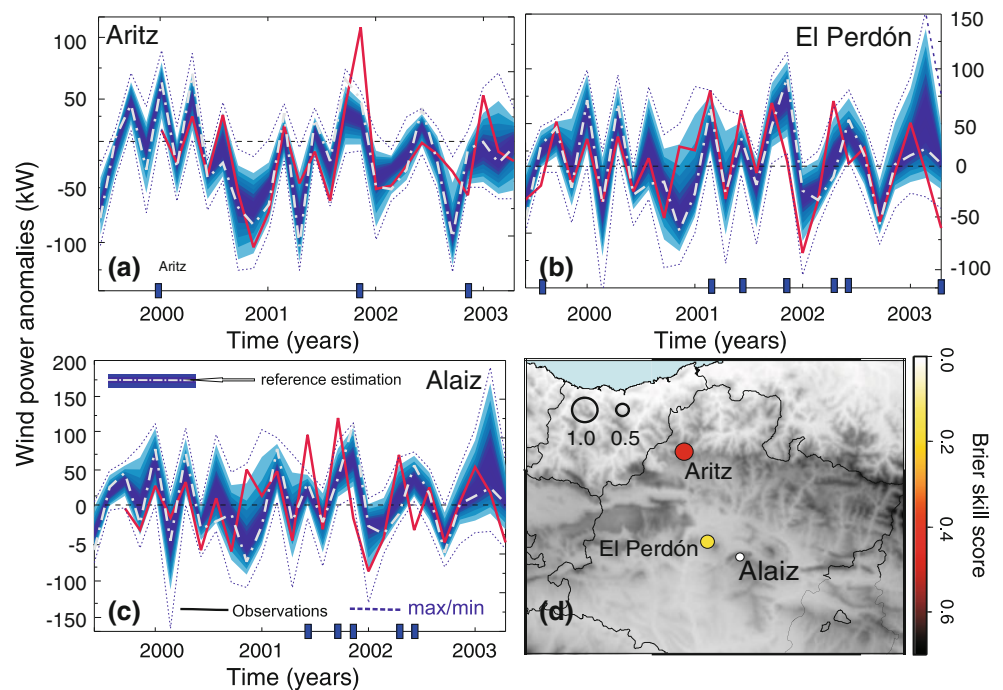 Wind power anomalies (kW)
100
50
-50
-100
Aritz
(a)
Aritz
2000
2001
2002
2003
Time (years)
El Perdón
150
100
50
0
-50
-100
(b)
2000
2001
2002
2003
Time (years)
200
150
100
50
0
-5
-100
-150
reference estimation
Alaiz
(c)
Observations
max/min
2000
2001
2002
2003
Time (years)
1.0
0.5
Aritz
El Perdón
Alaiz
(d)
0.0
0.2
0.4
0.6
Brier skill score